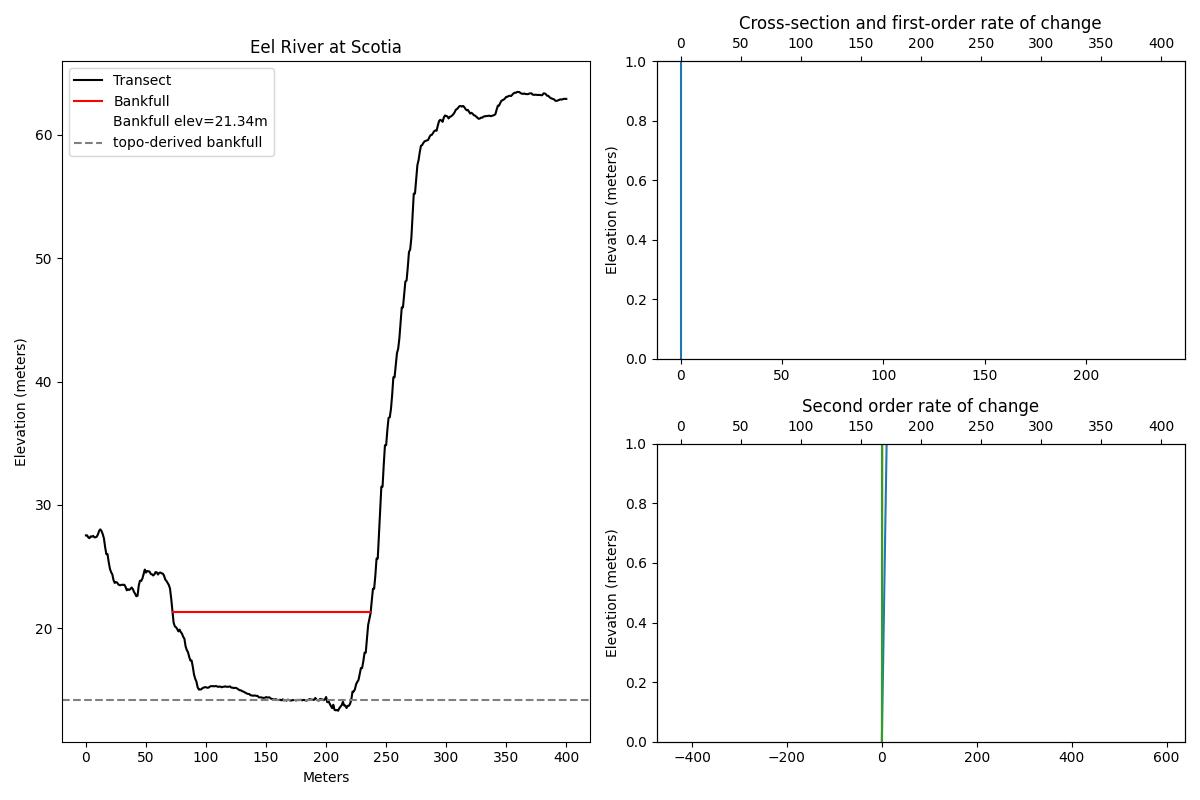 Eel River at Scotia
Transect
Bankfull
Bankfull elev=21.34m
topo-derived bankfull
Elevation (meters)
60
50
40
30
20
0 50 100 150 200 250 300 350 400
Meters
Cross-section and first-order rate of change
0 50 100 150 200 250 300 350 400
Elevation (meters)
1.0
0.8
0.6
0.4
0.2
0.0
0 50 100 150 200
Second order rate of change
0 50 100 150 200 250 300 350 400
Elevation (meters)
1.0
0.8
0.6
0.4
0.2
0.0
−400 −200 0 200 400 600